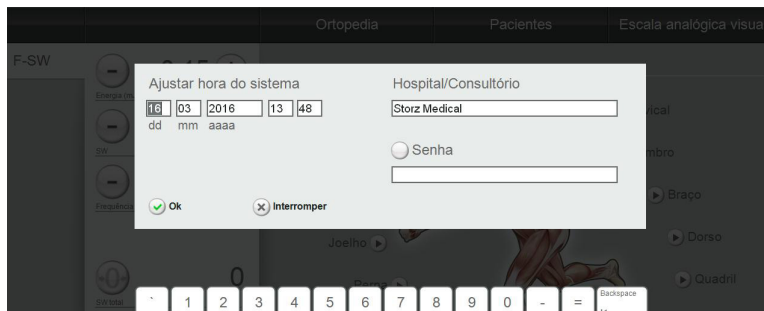 Ortopedia
Pacientes
Escala analógica visua
F-SW
Ajustar hora do sistema
Hospital/Consultório
16 03 2016 13 48
Storz Medical
dd mm aaaa
Senha
Ok
Interromper
SW
Frequência
Braço
Dorso
Joelho
Quadril
SW total
0
` 1 2 3 4 5 6 7 8 9 0 - = Backspace